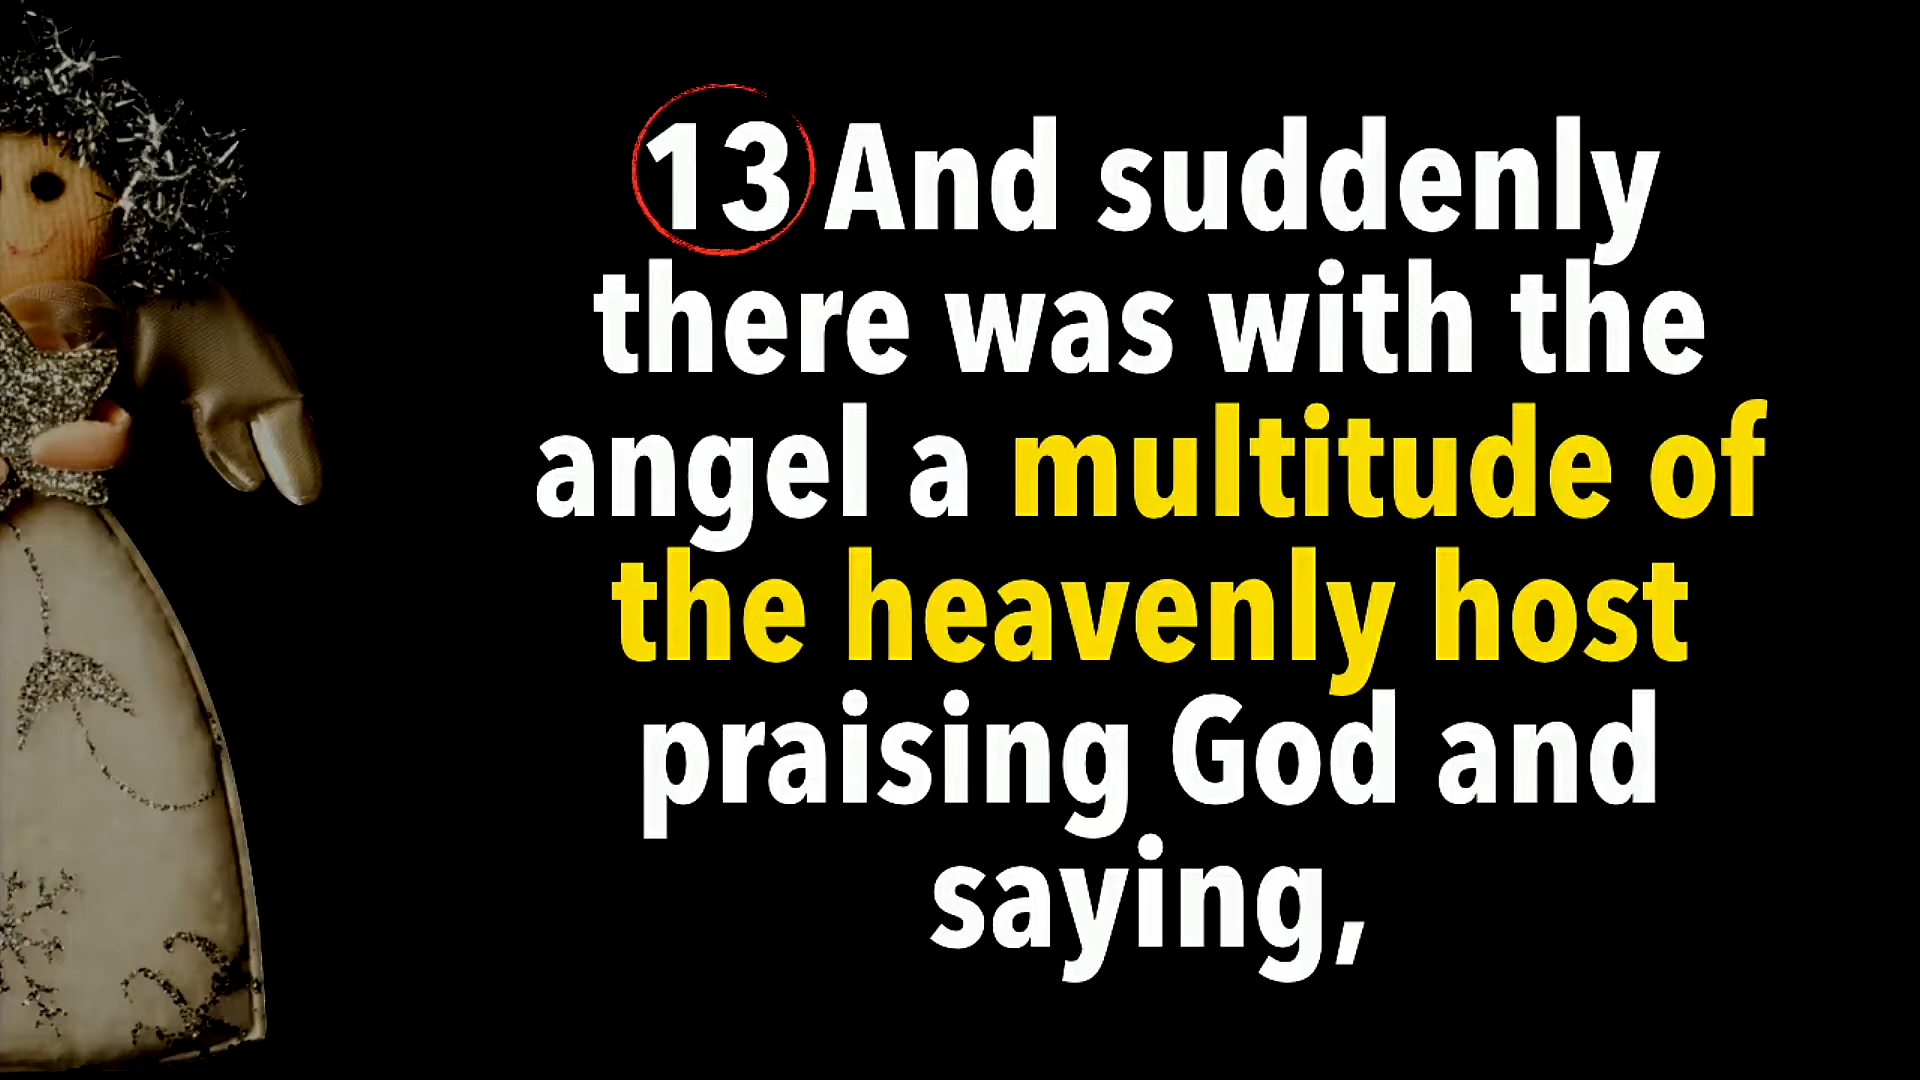 13 And suddenly
there was with the
angel a multitude of
the heavenly host
praising God and
saying,